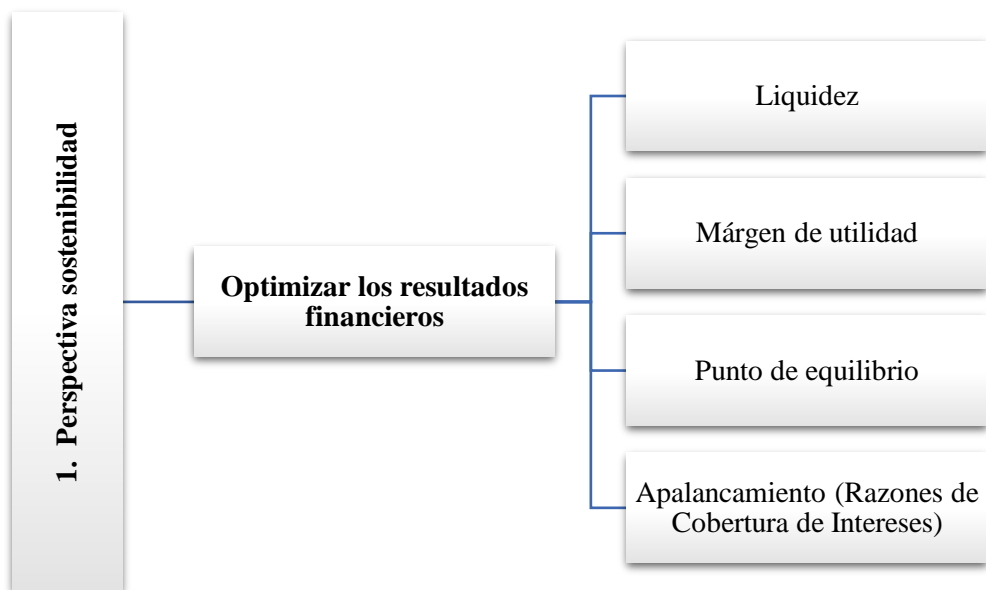 1. Perspectiva sostenibilidad
Optimizar los resultados
financieros
Liquidez
Márgen de utilidad
Punto de equilibrio
Apalancamiento (Razones de
Cobertura de Intereses)